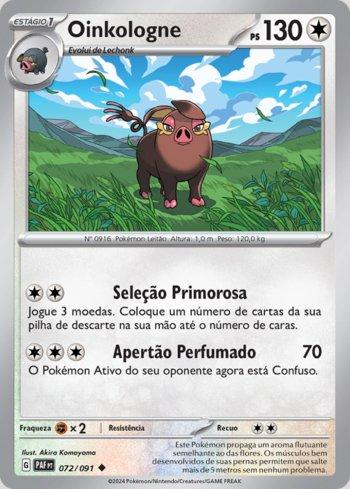 ESTÁGIO 1
Oinkologne
PS 130
Evolui de Lechonk
Nº 0916 Pokémon Leitão Altura: 1,0 m Peso: 120,0 kg
Seleção Primorosa
Jogue 3 moedas. Coloque um número de cartas da sua
pilha de descarte na sua mão até o número de caras.
Apertão Perfumado 70
O Pokémon Ativo do seu oponente agora está Confuso.
Fraqueza × 2 Resistência Recuo
Ilust. Akira Komayama
G PAF PT 072/091
Este Pokémon propaga um aroma flutuante
semelhante ao das flores. Os músculos bem
desenvolvidos de suas pernas permitem que salte
mais de 5 metros sem nenhum problema.
©2024 Pokémon/Nintendo/Creatures/GAME FREAK